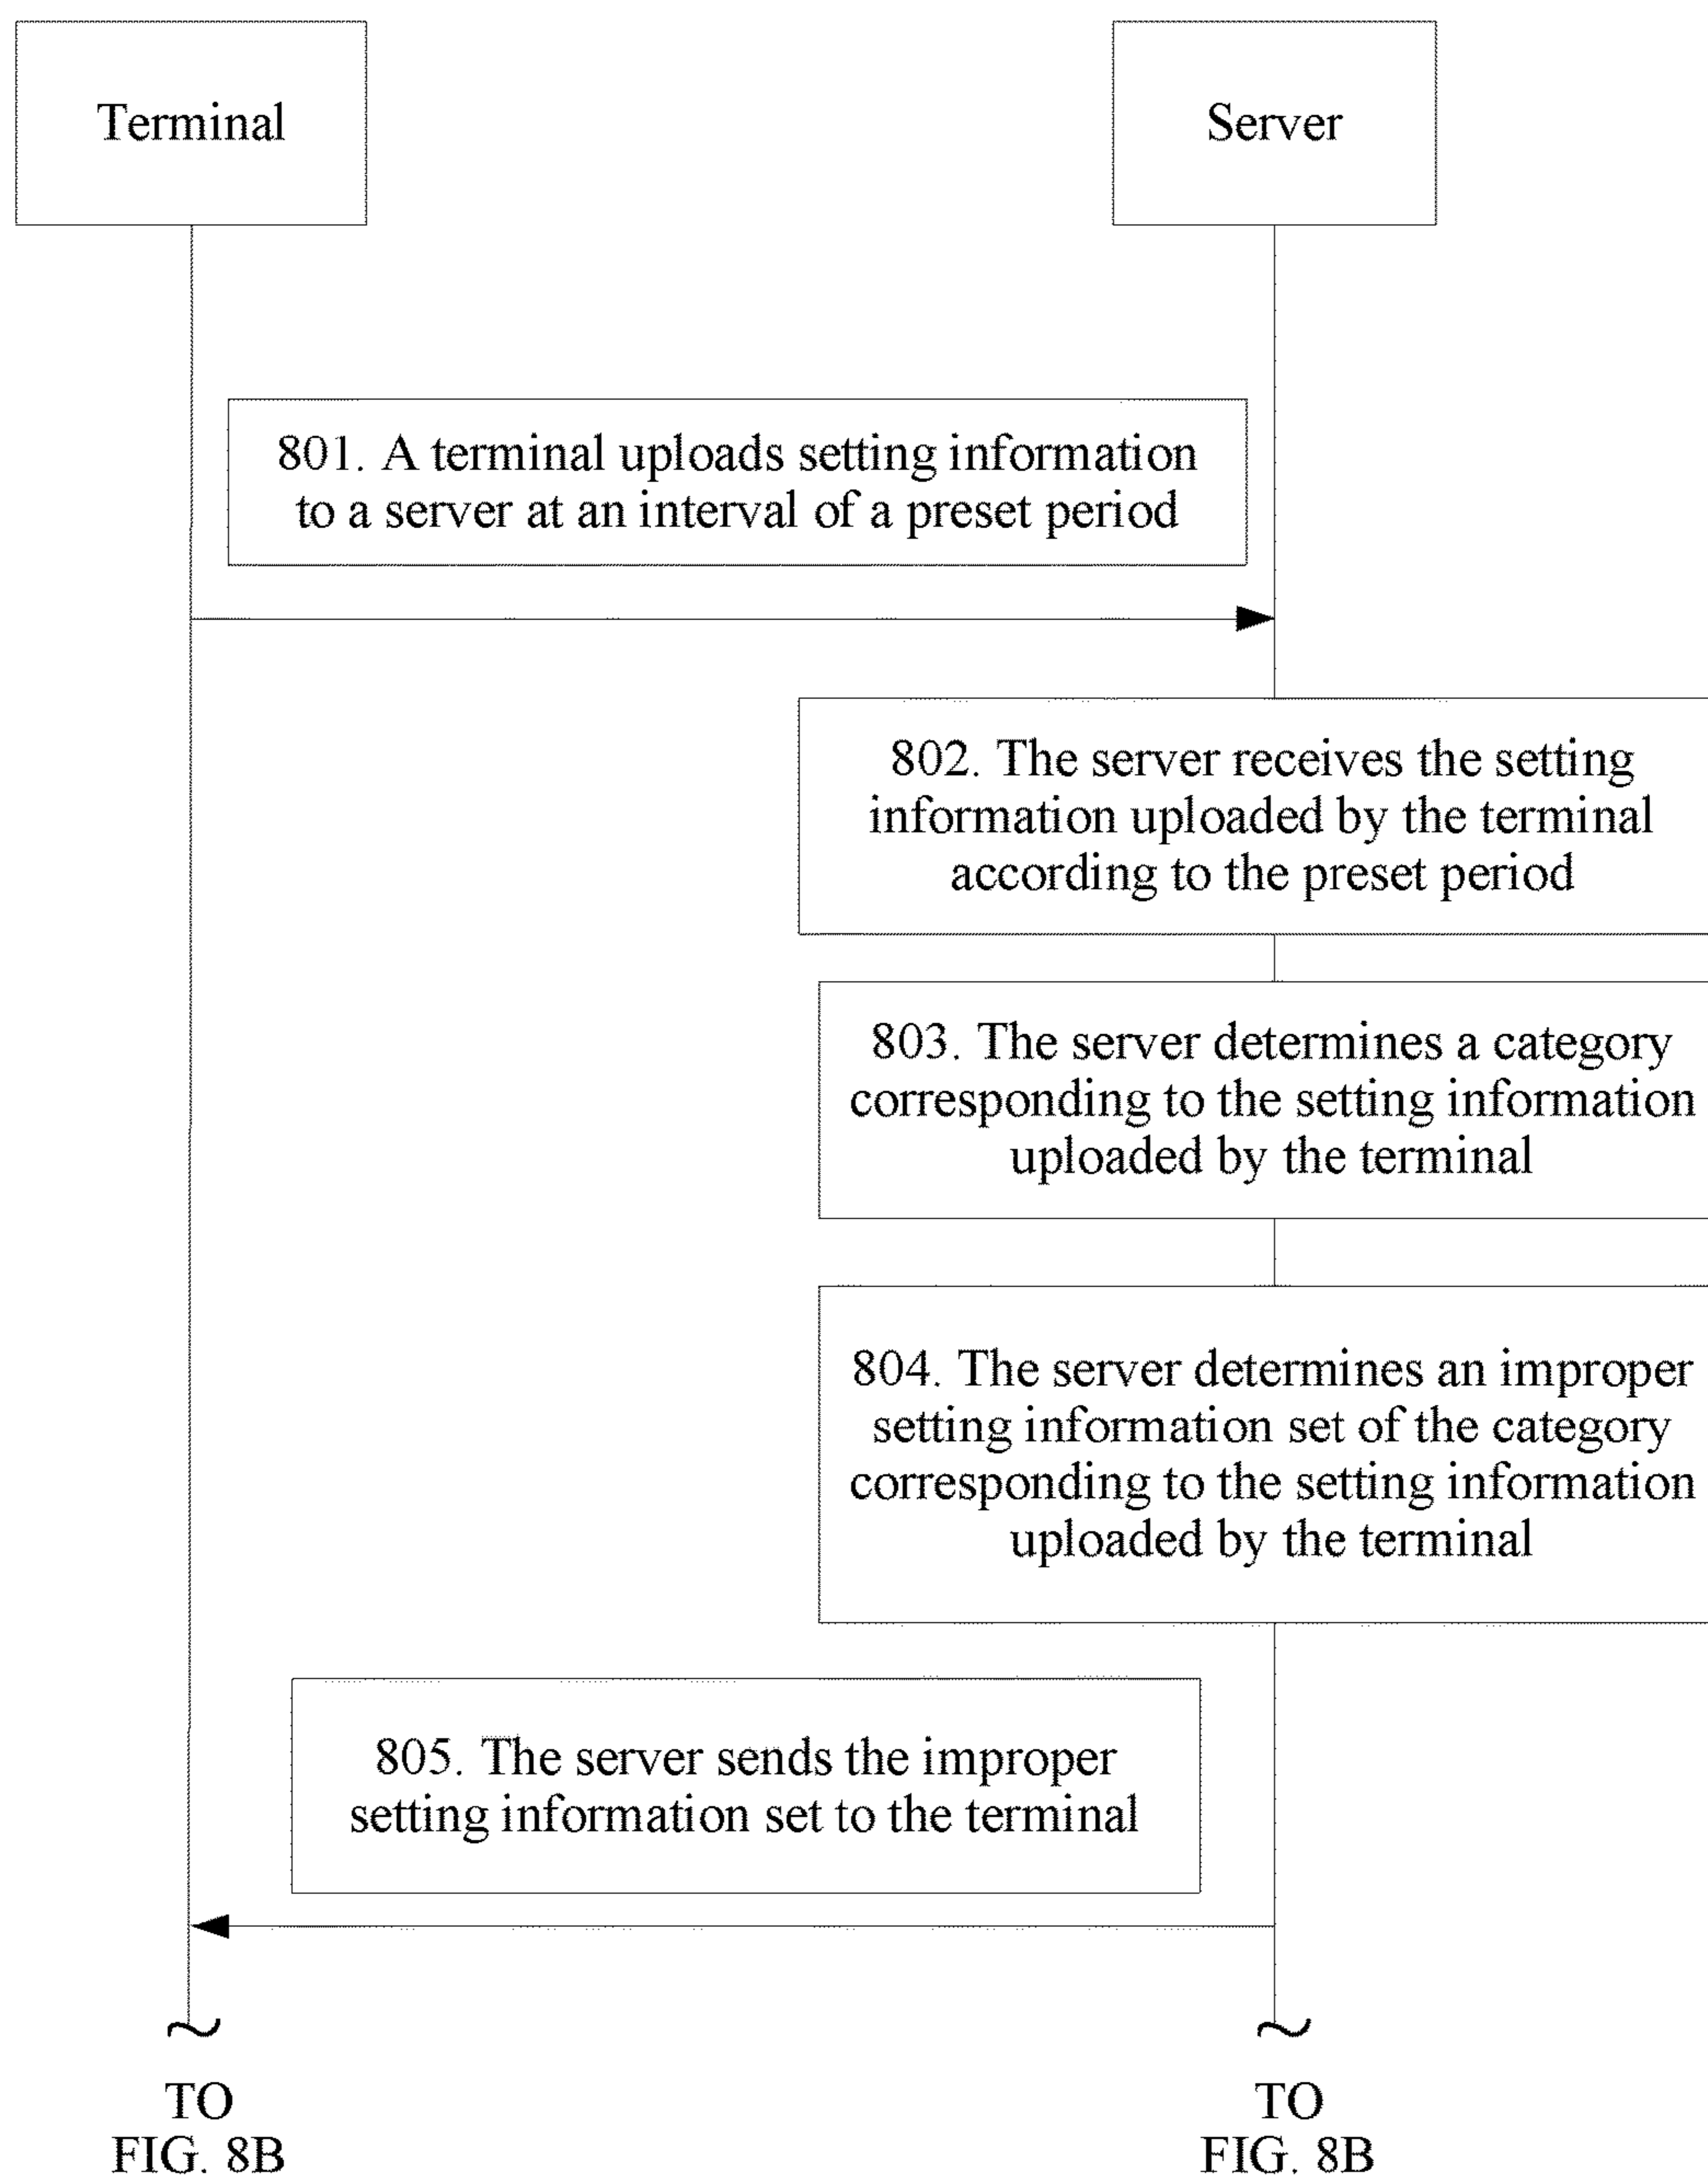 Terminal
Server
801. A terminal uploads setting information
to a server at an interval of a preset period
802. The server receives the setting
information uploaded by the terminal
according to the preset period
803. The server determines a category
corresponding to the setting information
uploaded by the terminal
804. The server determines an improper
setting information set of the category
corresponding to the setting information
uploaded by the terminal
805. The server sends the improper
setting information set to the terminal
TO
FIG. 8B
TO
FIG. 8B